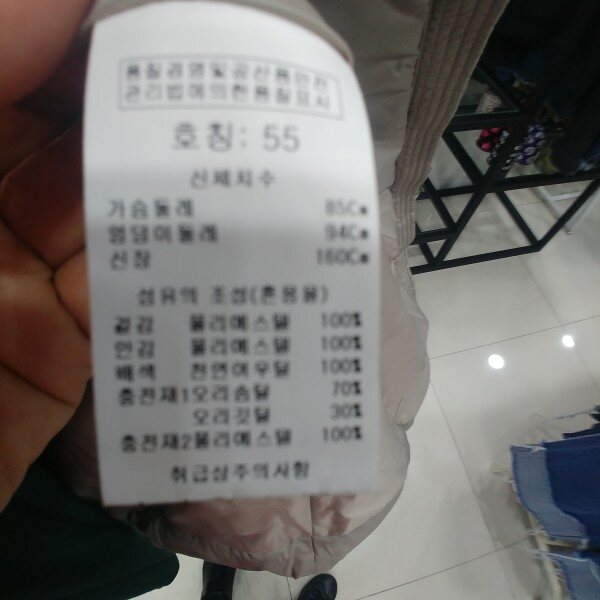 품질경영및공산품안전
관리법에의한품질표시
호칭: 55
신체치수
가슴둘레 85Cm
엉덩이둘레 94Cm
신장 160Cm
섬유의 조성(혼용율)
겉감 폴리에스텔 100%
안감 폴리에스텔 100%
배색 천연여우털 100%
충전재1오리솜털 70%
오리깃털 30%
충전재2폴리에스텔 100%
취급상주의사항